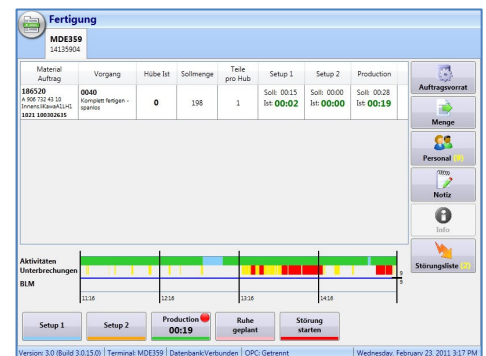 Fertigung
MDE359
14135904
Material Auftrag
Vorgang
Hübe Ist
Sollmenge
Teile pro Hub
Setup 1
Setup 2
Production
186520
A 906 732 43 10
InnensliKawaA1LH1
1021 100302635
0040
Komplett fertigen - spanlos
0
198
1
Soll: 00:15
Ist: 00:02
Soll: 00:00
Ist: 00:00
Soll: 00:28
Ist: 00:19
Auftragsvorrat
Menge
Personal (0)
Notiz
Info
Störungsliste (2)
Aktivitäten
Unterbrechungen
BLM
9
9
11:16
12:16
13:16
14:16
Setup 1
Setup 2
Production
00:19
Ruhe geplant
Störung starten
Version: 3.0 (Build 3.0.15.0) Terminal: MDE359 Datenbank:Verbunden OPC: Getrennt Wednesday, February 23, 2011 3:17 PM